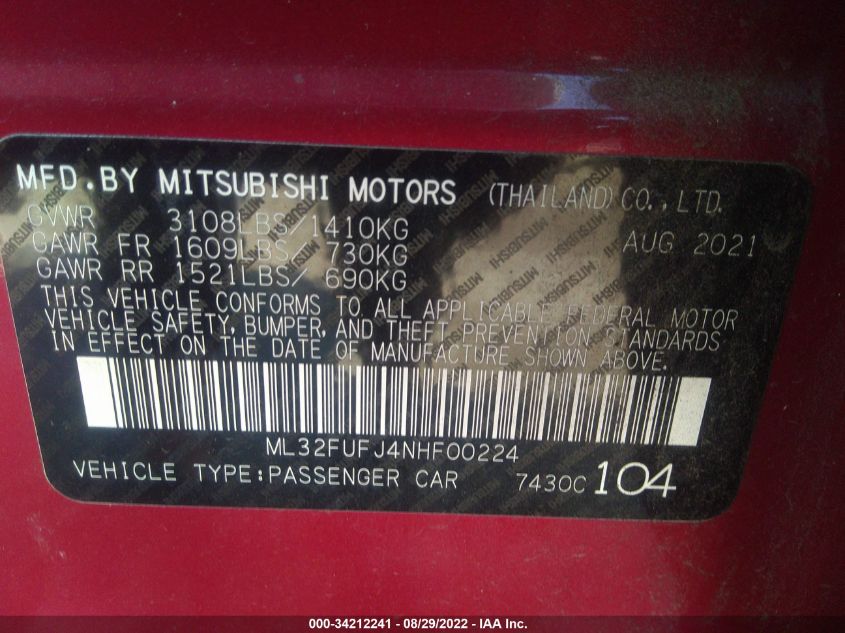 MFD.BY MITSUBISHI MOTORS (THAILAND) CO., LTD.
GVWR 3108LBS/1410KG AUG 2021
GAWR FR 1609LBS/ 730KG
GAWR RR 1521LBS/ 690KG
THIS VEHICLE CONFORMS TO ALL APPLICABLE FEDERAL MOTOR
VEHICLE SAFETY, BUMPER, AND THEFT PREVENTION STANDARDS
IN EFFECT ON THE DATE OF MANUFACTURE SHOWN ABOVE.
ML32FUFJ4NHF00224
VEHICLE TYPE:PASSENGER CAR 7430C 104
000-34212241 - 08/29/2022 - IAA Inc.